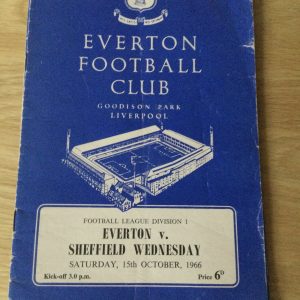 EVERTON
FOOTBALL
CLUB
GOODISON PARK
LIVERPOOL
FOOTBALL LEAGUE DIVISION 1
EVERTON v.
SHEFFIELD WEDNESDAY
SATURDAY, 15th OCTOBER, 1966
Kick-off 3.0 p.m. Price 6D